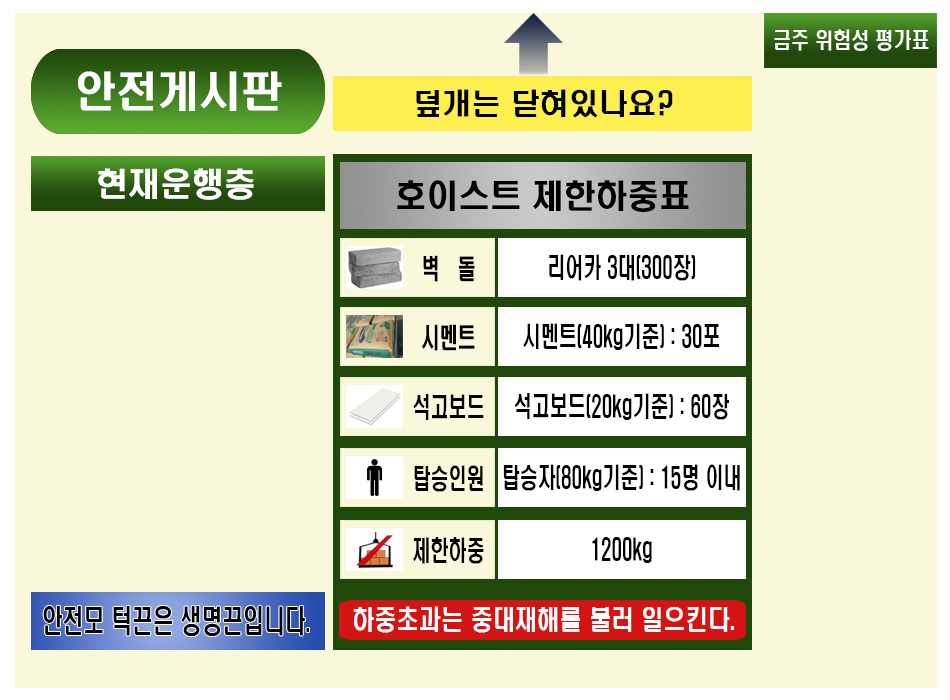 안전게시판
덮개는 닫혀있나요?
금주 위험성 평가표
현재운행층
호이스트 제한하중표
벽 돌 리어카 3대(300장)
시멘트 시멘트(40kg기준) : 30포
석고보드 석고보드(20kg기준) : 60장
탑승인원 탑승자(80kg기준) : 15명 이내
제한하중 1200kg
안전모 턱끈은 생명끈입니다.
하중초과는 중대재해를 불러 일으킨다.